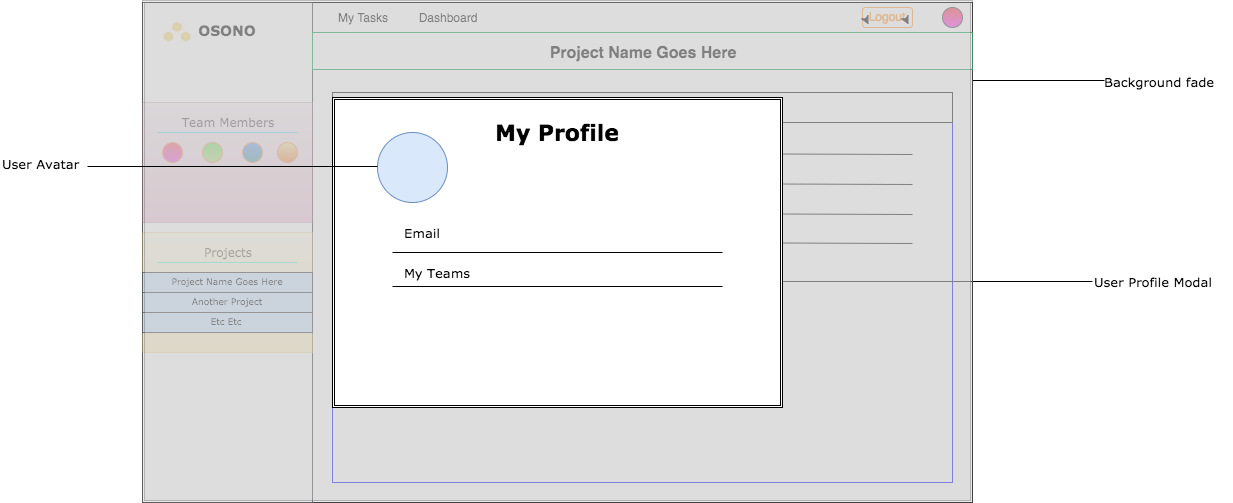 My Tasks
Dashboard
Logout
OSONO
Project Name Goes Here
Background fade
Team Members
My Profile
User Avatar
Email
Projects
My Teams
Project Name Goes Here
User Profile Modal
Another Project
Etc Etc